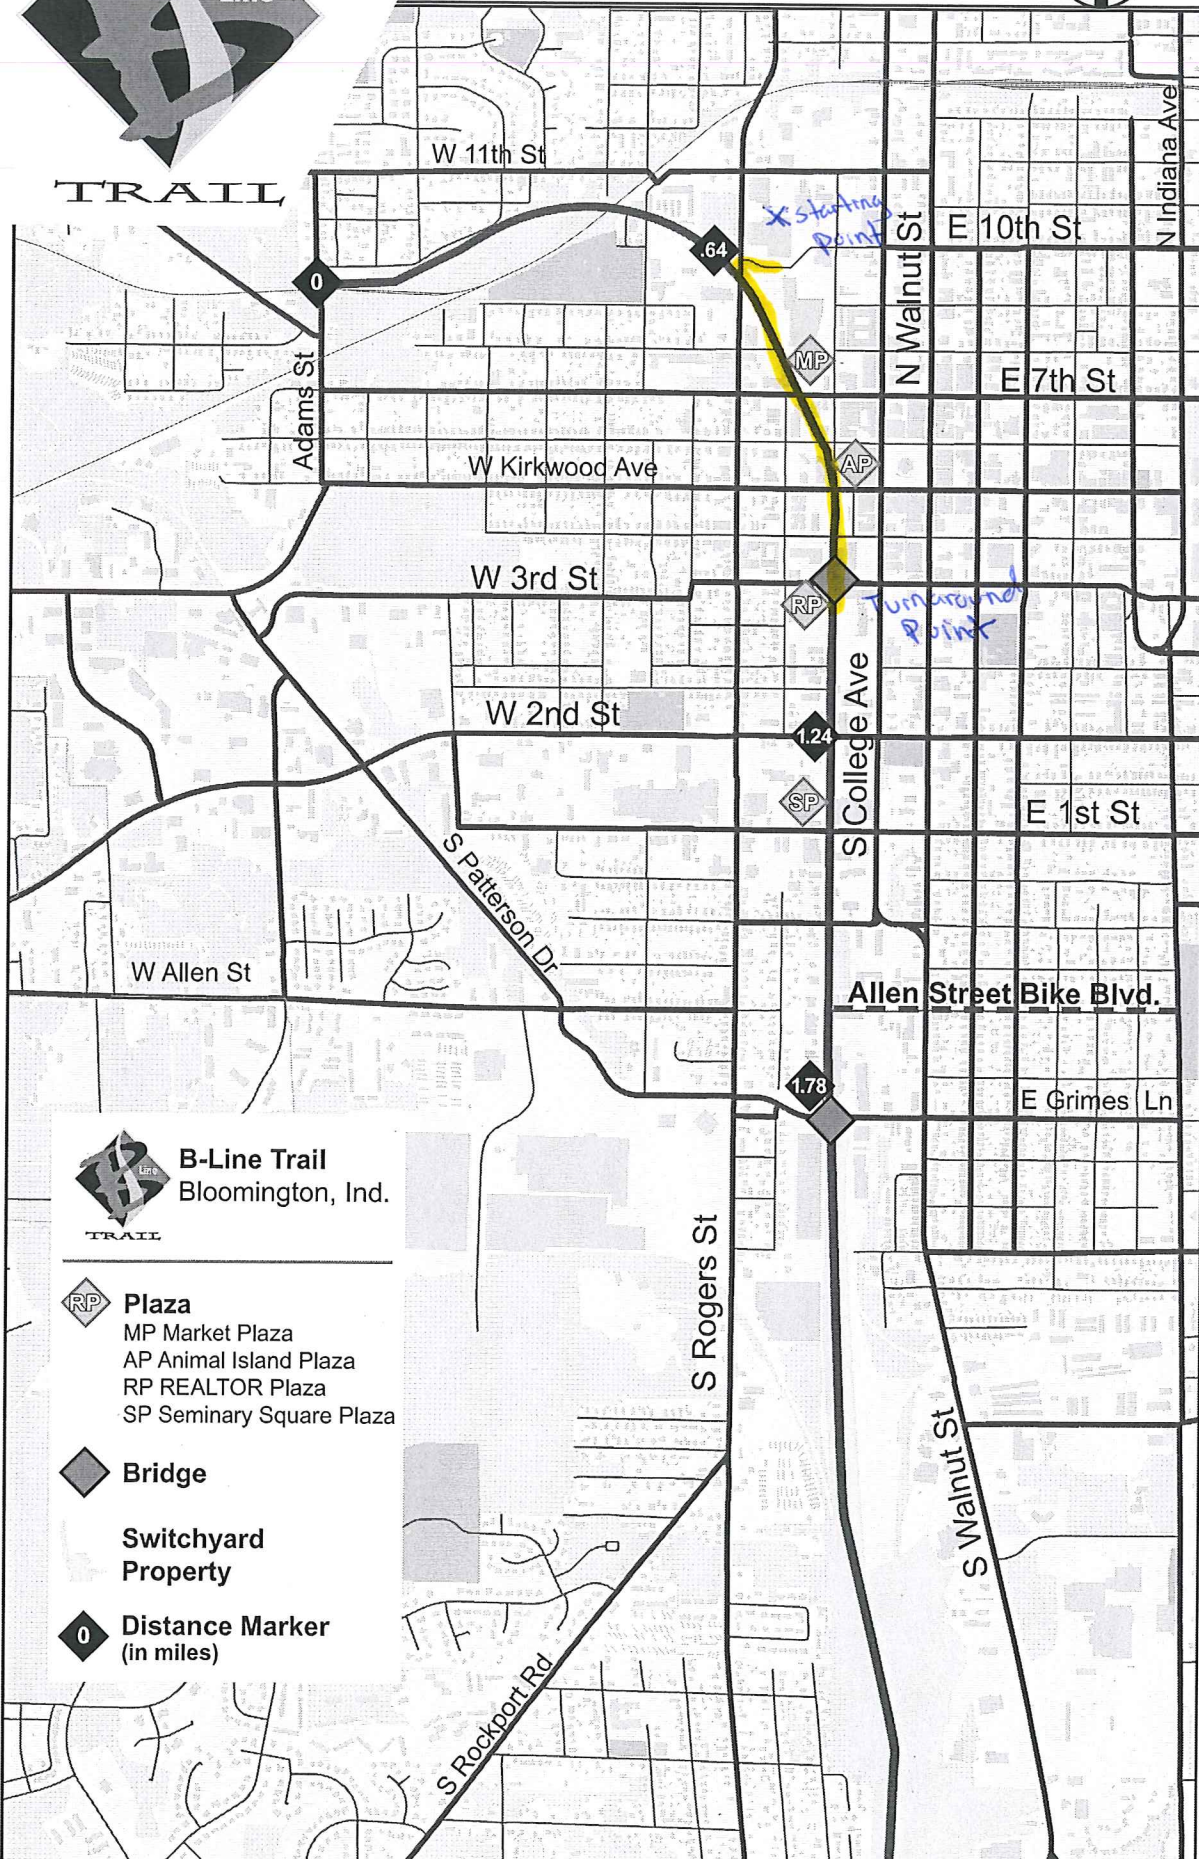 Line
TRAIL
W 11th St
N Indiana Ave
X starting
point
E 10th St
.64
0
N Walnut St
MP
E 7th St
Adams St
W Kirkwood Ave
AP
W 3rd St
RP
Turnaround
Point
W 2nd St
1.24
S College Ave
SP
E 1st St
S Patterson Dr
W Allen St
Allen Street Bike Blvd.
1.78
E Grimes Ln
Line
TRAIL
B-Line Trail
Bloomington, Ind.
S Rogers St
RP
Plaza
MP Market Plaza
AP Animal Island Plaza
RP REALTOR Plaza
SP Seminary Square Plaza
Bridge
S Walnut St
Switchyard
Property
0
Distance Marker
(in miles)
S Rockport Rd